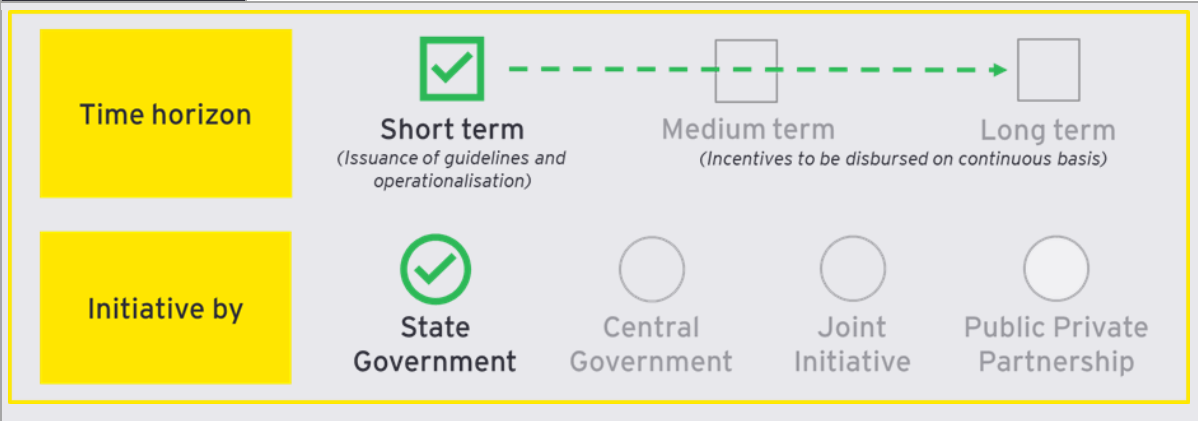 Time horizon
Short term
(Issuance of guidelines and
operationalisation)
Medium term
Long term
(Incentives to be disbursed on continuous basis)
Initiative by
State
Government
Central
Government
Joint
Initiative
Public Private
Partnership